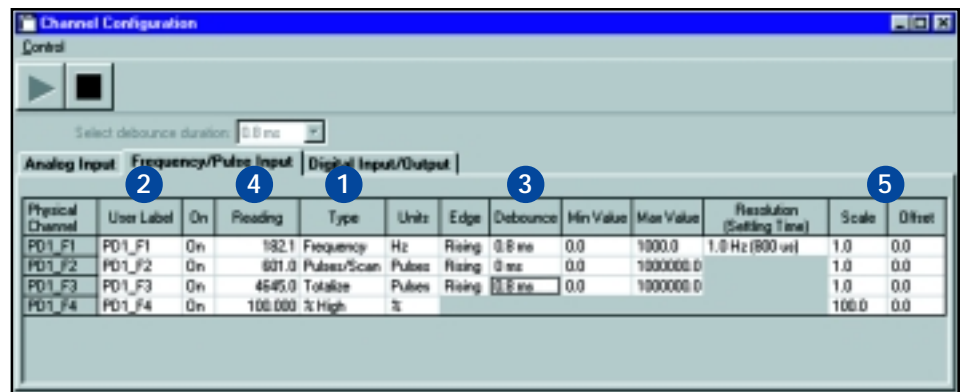 Channel Configuration
Control
Select debounce duration: 0.8 ms
Analog Input Frequency/Pulse Input Digital Input/Output
2 4 1 3 5
Physical Channel User Label On Reading Type Units Edge Debounce Min Value Max Value Resolution (Settling Time) Scale Offset
PD1_F1 PD1_F1 On 182.1 Frequency Hz Rising 0.8 ms 0.0 1000.0 1.0 Hz (800 us) 1.0 0.0
PD1_F2 PD1_F2 On 601.0 Pulses/Scan Pulses Rising 0 ms 0.0 1000000.0 1.0 0.0
PD1_F3 PD1_F3 On 4645.0 Totalize Pulses Rising 0.8 ms 0.0 1000000.0 1.0 0.0
PD1_F4 PD1_F4 On 100.000 % High % 100.0 0.0